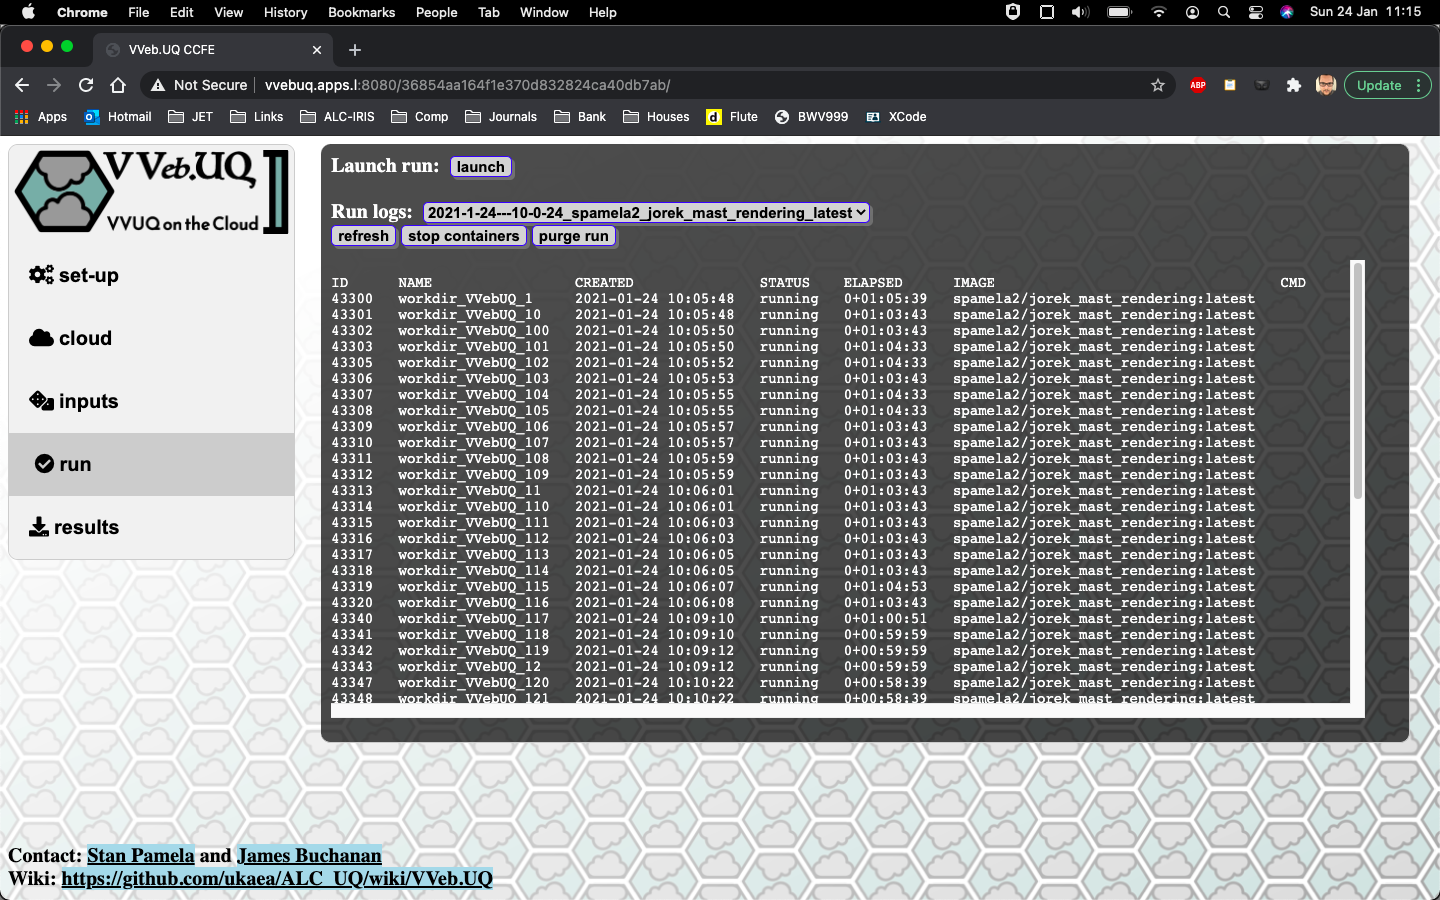 Chrome File Edit View History Bookmarks People Tab Window Help Sun 24 Jan 11:15
VVeb.UQ CCFE
Not Secure vvebuq.apps.l:8080/36854aa164f1e370d832824ca40db7ab/ ABP Update
Apps Hotmail JET Links ALC-IRIS Comp Journals Bank Houses Flute BWV999 XCode
VVeb.UQ
VVUQ on the Cloud
set-up
cloud
inputs
run
results
Launch run: launch
Run logs: 2021-1-24---10-0-24_spamela2_jorek_mast_rendering_latest
refresh stop containers purge run
ID NAME CREATED STATUS ELAPSED IMAGE CMD
43300 workdir_VVebUQ_1 2021-01-24 10:05:48 running 0+01:05:39 spamela2/jorek_mast_rendering:latest
43301 workdir_VVebUQ_10 2021-01-24 10:05:48 running 0+01:03:43 spamela2/jorek_mast_rendering:latest
43302 workdir_VVebUQ_100 2021-01-24 10:05:50 running 0+01:03:43 spamela2/jorek_mast_rendering:latest
43303 workdir_VVebUQ_101 2021-01-24 10:05:50 running 0+01:04:33 spamela2/jorek_mast_rendering:latest
43305 workdir_VVebUQ_102 2021-01-24 10:05:52 running 0+01:04:33 spamela2/jorek_mast_rendering:latest
43306 workdir_VVebUQ_103 2021-01-24 10:05:53 running 0+01:03:43 spamela2/jorek_mast_rendering:latest
43307 workdir_VVebUQ_104 2021-01-24 10:05:55 running 0+01:04:33 spamela2/jorek_mast_rendering:latest
43308 workdir_VVebUQ_105 2021-01-24 10:05:55 running 0+01:04:33 spamela2/jorek_mast_rendering:latest
43309 workdir_VVebUQ_106 2021-01-24 10:05:57 running 0+01:03:43 spamela2/jorek_mast_rendering:latest
43310 workdir_VVebUQ_107 2021-01-24 10:05:57 running 0+01:03:43 spamela2/jorek_mast_rendering:latest
43311 workdir_VVebUQ_108 2021-01-24 10:05:59 running 0+01:03:43 spamela2/jorek_mast_rendering:latest
43312 workdir_VVebUQ_109 2021-01-24 10:05:59 running 0+01:03:43 spamela2/jorek_mast_rendering:latest
43313 workdir_VVebUQ_11 2021-01-24 10:06:01 running 0+01:03:43 spamela2/jorek_mast_rendering:latest
43314 workdir_VVebUQ_110 2021-01-24 10:06:01 running 0+01:03:43 spamela2/jorek_mast_rendering:latest
43315 workdir_VVebUQ_111 2021-01-24 10:06:03 running 0+01:03:43 spamela2/jorek_mast_rendering:latest
43316 workdir_VVebUQ_112 2021-01-24 10:06:03 running 0+01:03:43 spamela2/jorek_mast_rendering:latest
43317 workdir_VVebUQ_113 2021-01-24 10:06:05 running 0+01:03:43 spamela2/jorek_mast_rendering:latest
43318 workdir_VVebUQ_114 2021-01-24 10:06:05 running 0+01:03:43 spamela2/jorek_mast_rendering:latest
43319 workdir_VVebUQ_115 2021-01-24 10:06:07 running 0+01:04:53 spamela2/jorek_mast_rendering:latest
43320 workdir_VVebUQ_116 2021-01-24 10:06:08 running 0+01:03:43 spamela2/jorek_mast_rendering:latest
43340 workdir_VVebUQ_117 2021-01-24 10:09:10 running 0+01:00:51 spamela2/jorek_mast_rendering:latest
43341 workdir_VVebUQ_118 2021-01-24 10:09:10 running 0+00:59:59 spamela2/jorek_mast_rendering:latest
43342 workdir_VVebUQ_119 2021-01-24 10:09:12 running 0+00:59:59 spamela2/jorek_mast_rendering:latest
43343 workdir_VVebUQ_12 2021-01-24 10:09:12 running 0+00:59:59 spamela2/jorek_mast_rendering:latest
43347 workdir_VVebUQ_120 2021-01-24 10:10:22 running 0+00:58:39 spamela2/jorek_mast_rendering:latest
43348 workdir_VVebUQ_121 2021-01-24 10:10:22 running 0+00:58:39 spamela2/jorek_mast_rendering:latest
Contact: Stan Pamela and James Buchanan
Wiki: https://github.com/ukaea/ALC_UQ/wiki/VVeb.UQ